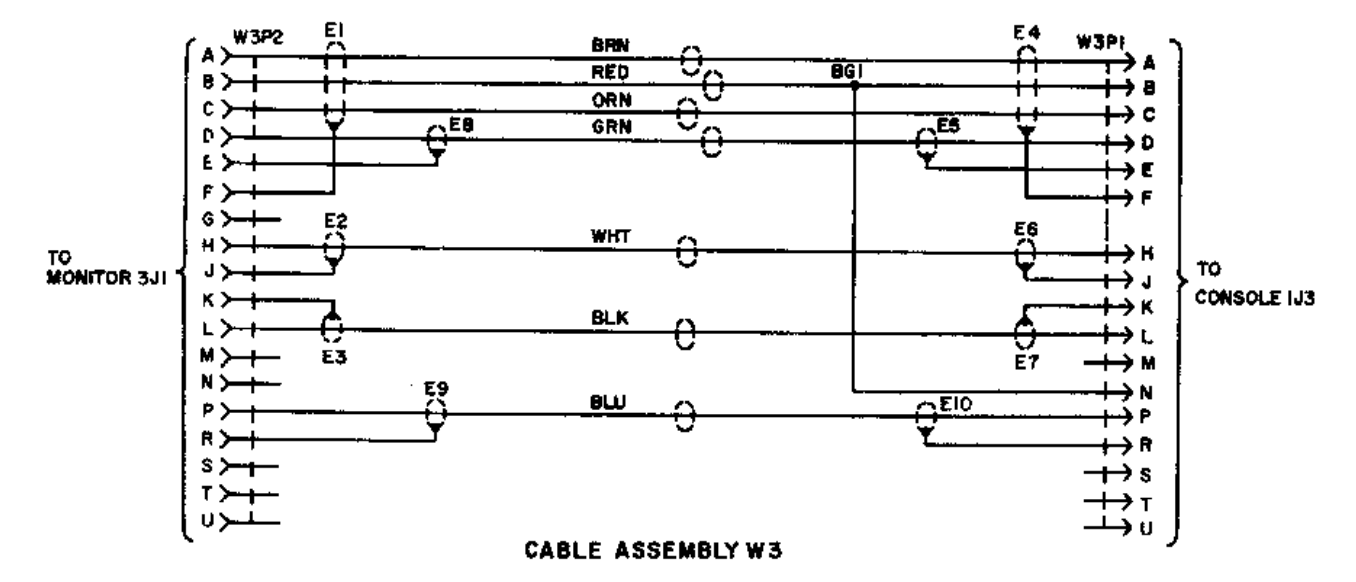 W3P2
E1
BRN
E4
W3P1
A
A
B
RED
BG1
B
C
ORN
C
D
E8
GRN
E5
D
E
E
F
F
G
E2
WHT
E6
H
H
J
J
TO
MONITOR 3J1
TO
CONSOLE 1J3
K
K
L
BLK
L
E3
E7
M
M
N
N
E9
P
BLU
E10
P
R
R
S
S
T
T
U
U
CABLE ASSEMBLY W3